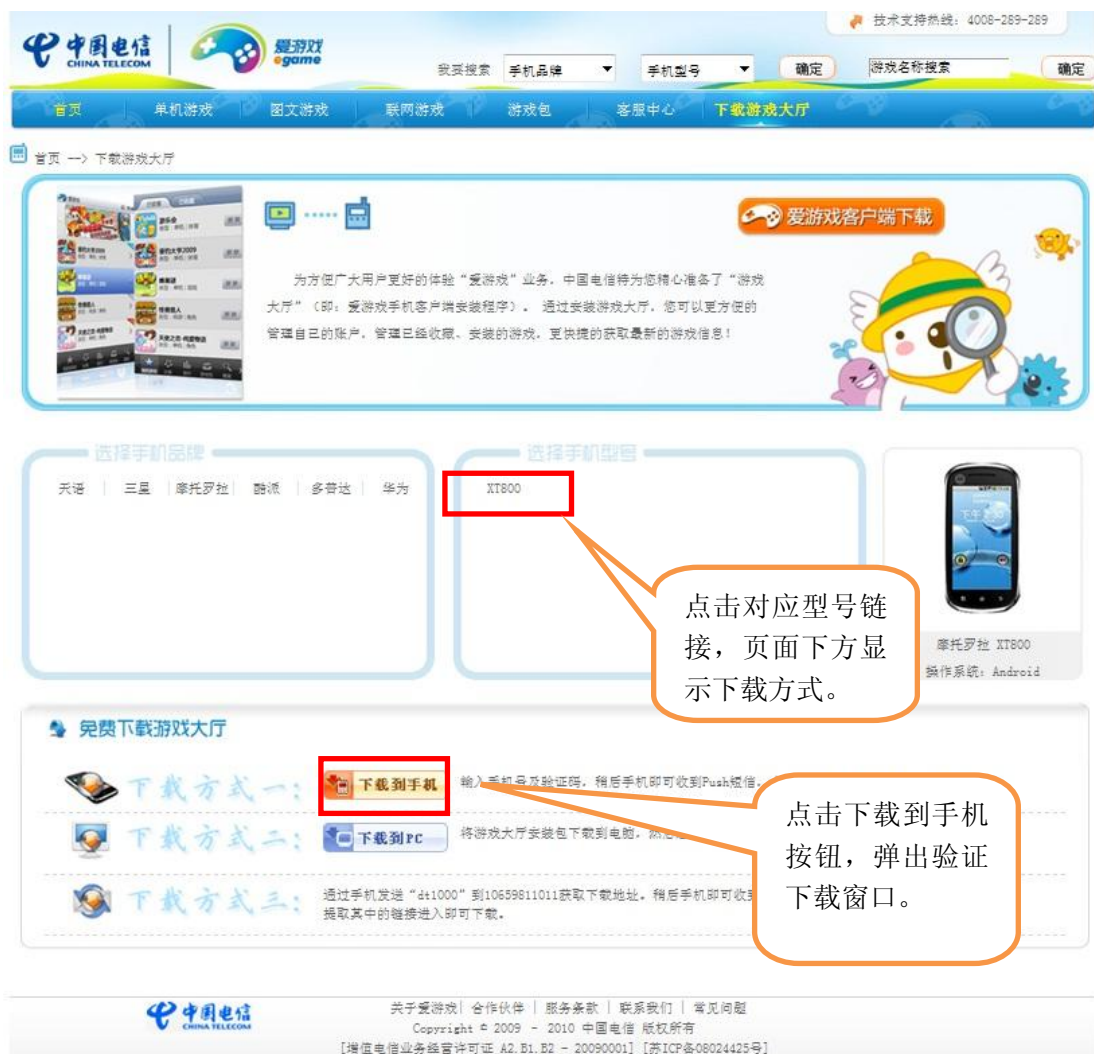 技术支持热线: 4008-289-289
中国电信
CHINA TELECOM
爱游戏
egame
我要搜索 手机品牌 手机型号 确定 游戏名称搜索 确定
首页 单机游戏 图文游戏 联网游戏 游戏包 客服中心 下载游戏大厅
首页 --> 下载游戏大厅
爱游戏客户端下载
为方便广大用户更好的体验“爱游戏”业务，中国电信特为您精心准备了“游戏
大厅”（即：爱游戏手机客户端安装程序）。 通过安装游戏大厅，您可以更方便的
管理自己的账户，管理已经收藏、安装的游戏，更快捷的获取最新的游戏信息！
选择手机品牌
选择手机型号
天语 三星 摩托罗拉 酷派 多普达 华为
XT800
点击对应型号链
接，页面下方显
示下载方式。
摩托罗拉 XT800
操作系统: Android
免费下载游戏大厅
下载方式一: 下载到手机 输入手机号及验证码，稍后手机即可收到Push短信。
下载方式二: 下载到PC 将游戏大厅安装包下载到电脑，
下载方式三: 通过手机发送“dt1000”到10659811011获取下载地址。稍后手机即可收到
提取其中的链接进入即可下载。
点击下载到手机
按钮，弹出验证
下载窗口。
中国电信
CHINA TELECOM
关于爱游戏| 合作伙伴 | 服务条款 | 联系我们 | 常见问题
Copyright © 2009 - 2010 中国电信 版权所有
[增值电信业务经营许可证 A2.B1.B2 - 20090001] [苏ICP备08024425号]